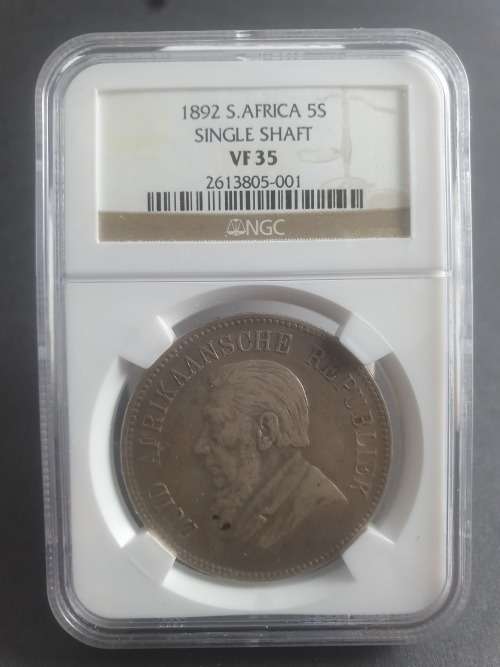 1892 S.AFRICA 5S
SINGLE SHAFT
VF 35
2613805-001
NGC
ZUID AFRIKAANSCHE REPUBLIEK